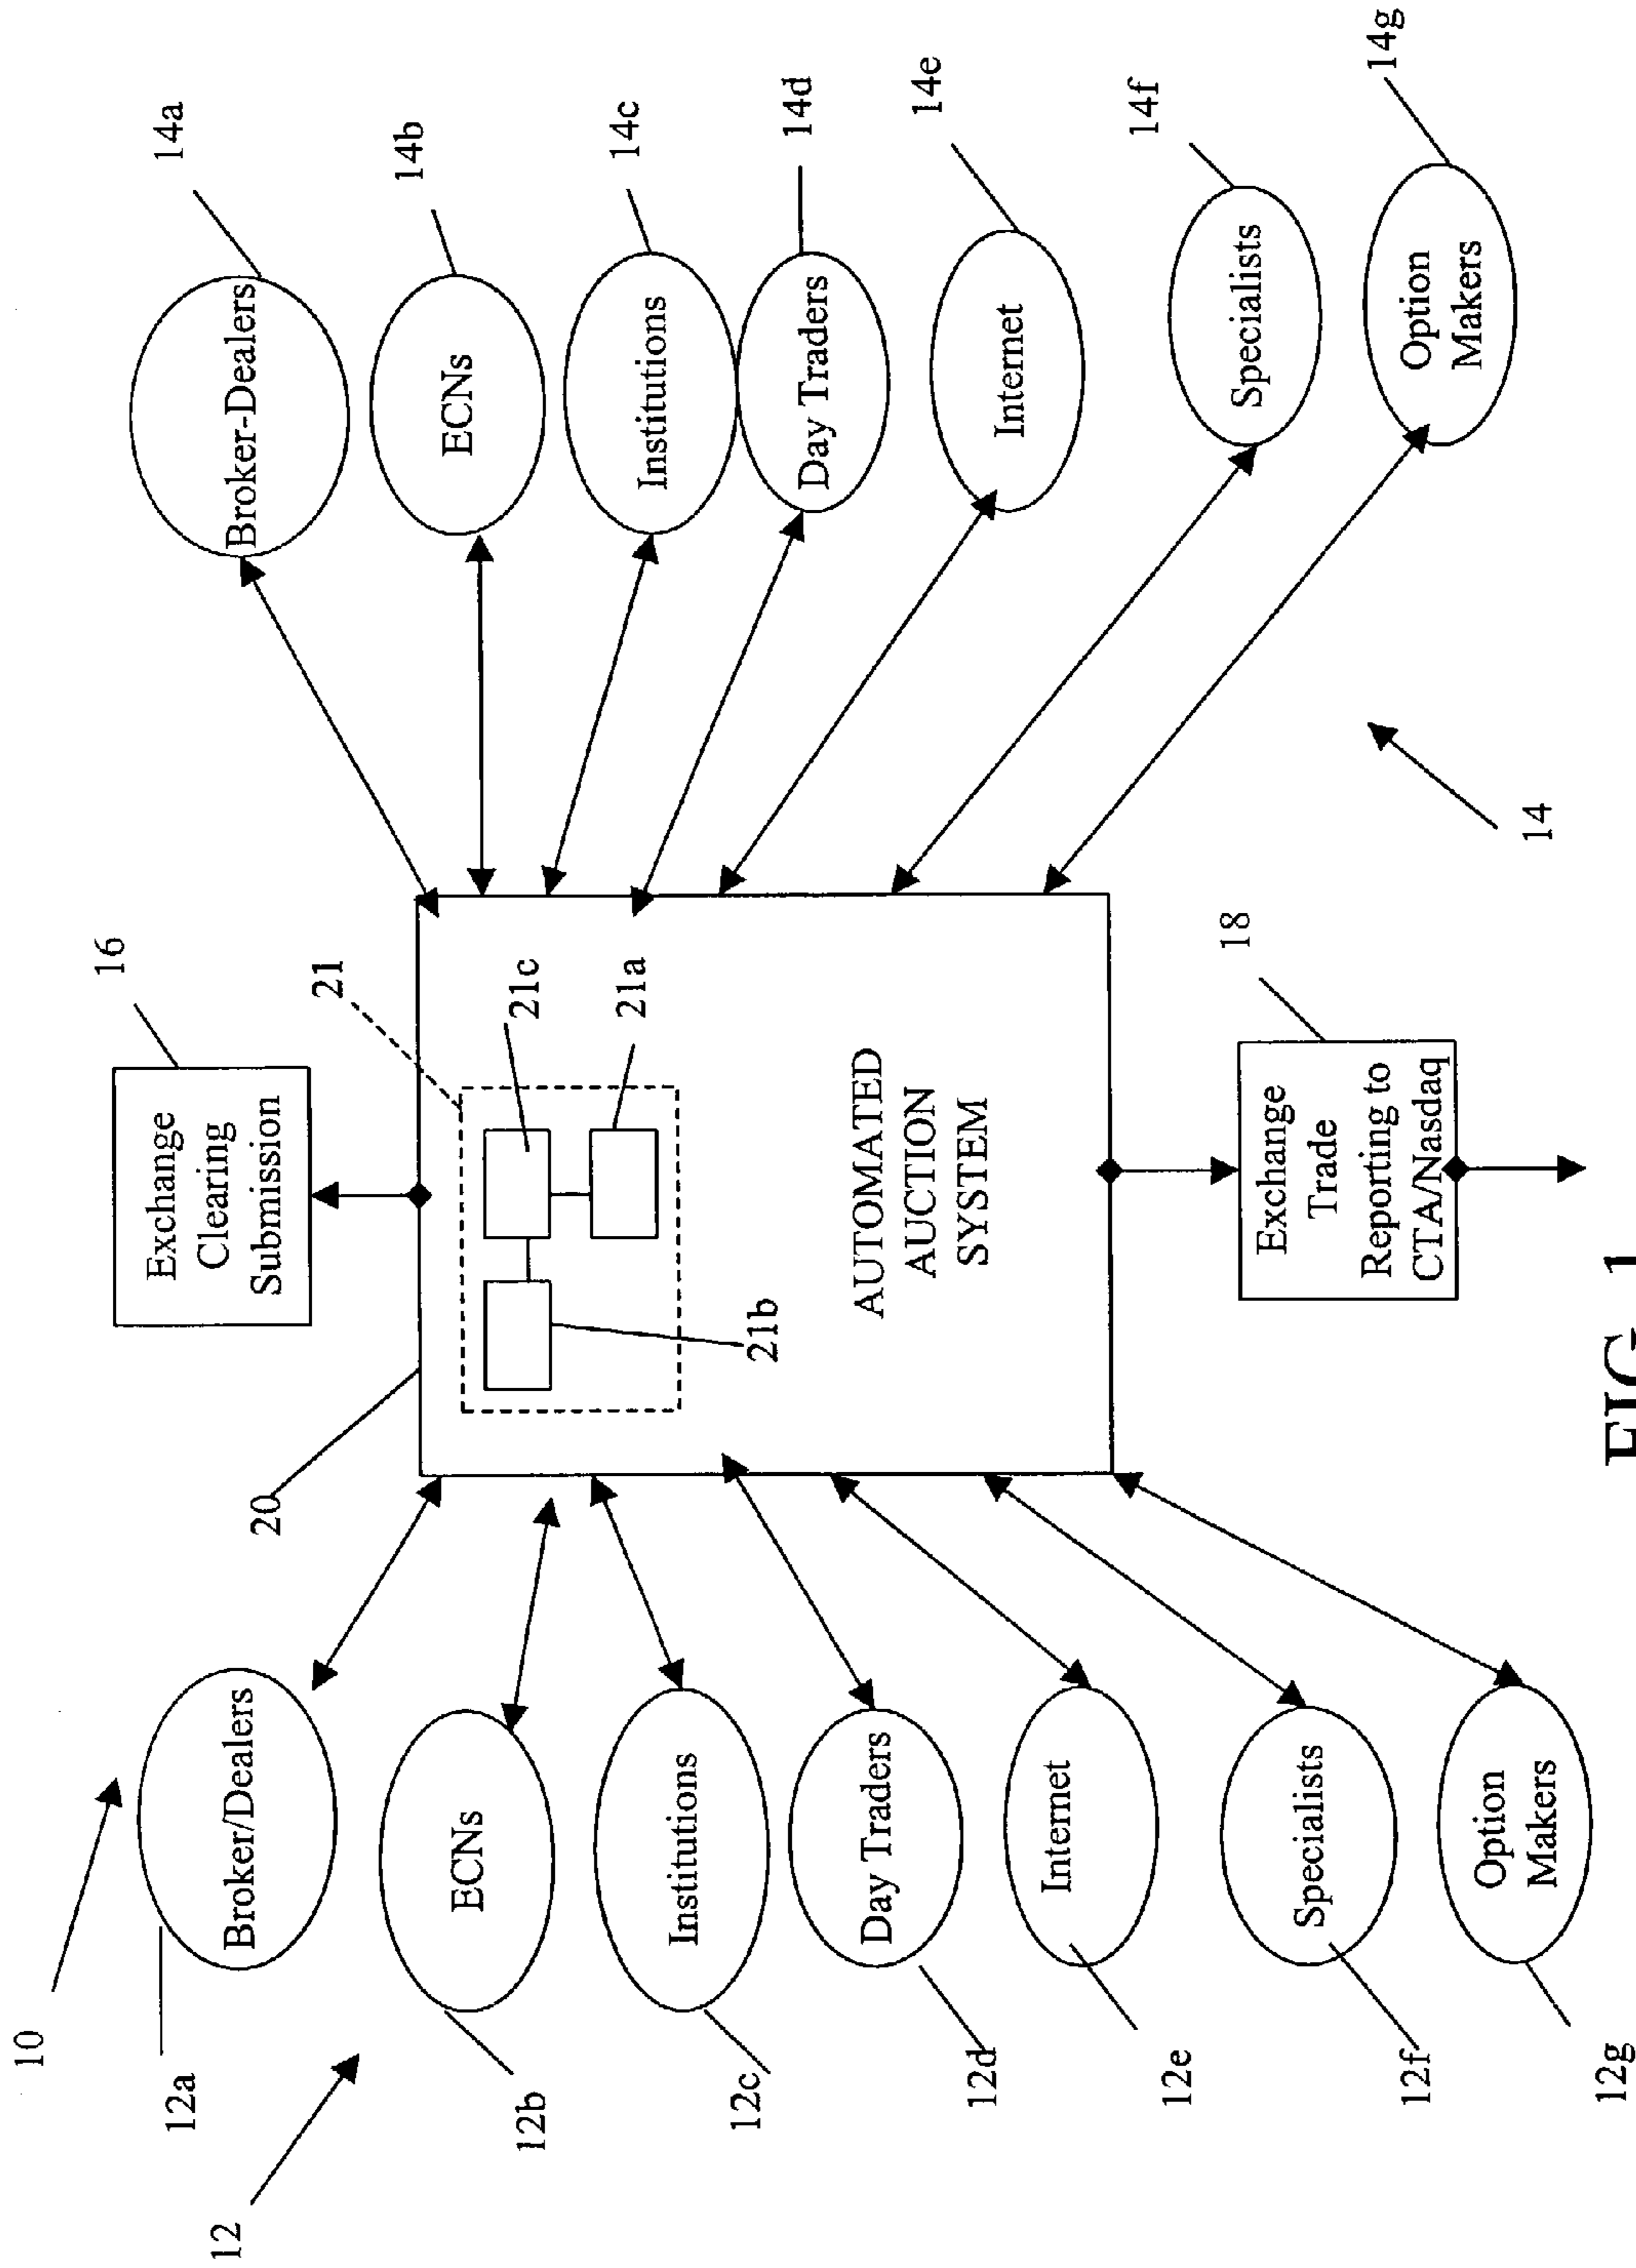 10
12
12a
Broker/Dealers
12b
ECNs
12c
Institutions
12d
Day Traders
12e
Internet
12f
Specialists
12g
Option
Makers
16
Exchange
Clearing
Submission
20
21
21c
21a
21b
AUTOMATED
AUCTION
SYSTEM
18
Exchange
Trade
Reporting to
CTA/Nasdaq
14a
Broker-Dealers
14b
ECNs
14c
Institutions
14d
Day Traders
14e
Internet
14f
Specialists
14g
Option
Makers
14
FIG. 1